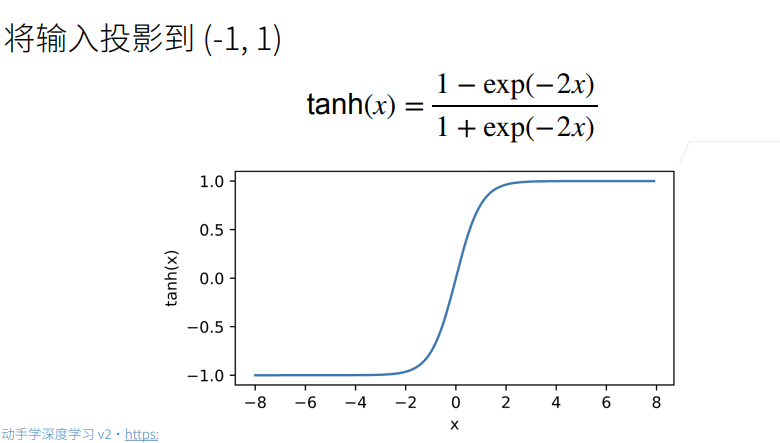 将输入投影到 (-1, 1)
tanh(x) = \frac{1 − exp(−2x)}{1 + exp(−2x)}
1.0
0.5
0.0
−0.5
−1.0
tanh(x)
−8 −6 −4 −2 0 2 4 6 8
x
动手学深度学习 v2 • https: